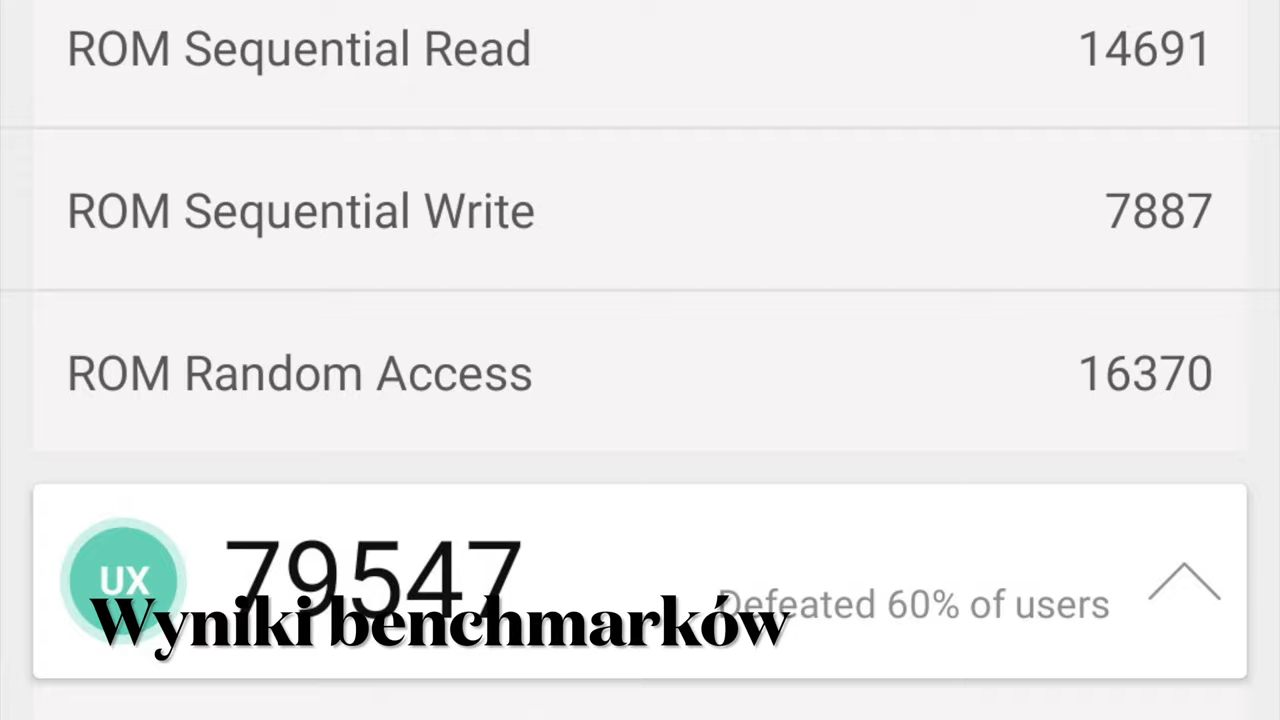 ROM Sequential Read 14691
ROM Sequential Write 7887
ROM Random Access 16370
UX 79547 Defeated 60% of users
Wyniki benchmarków